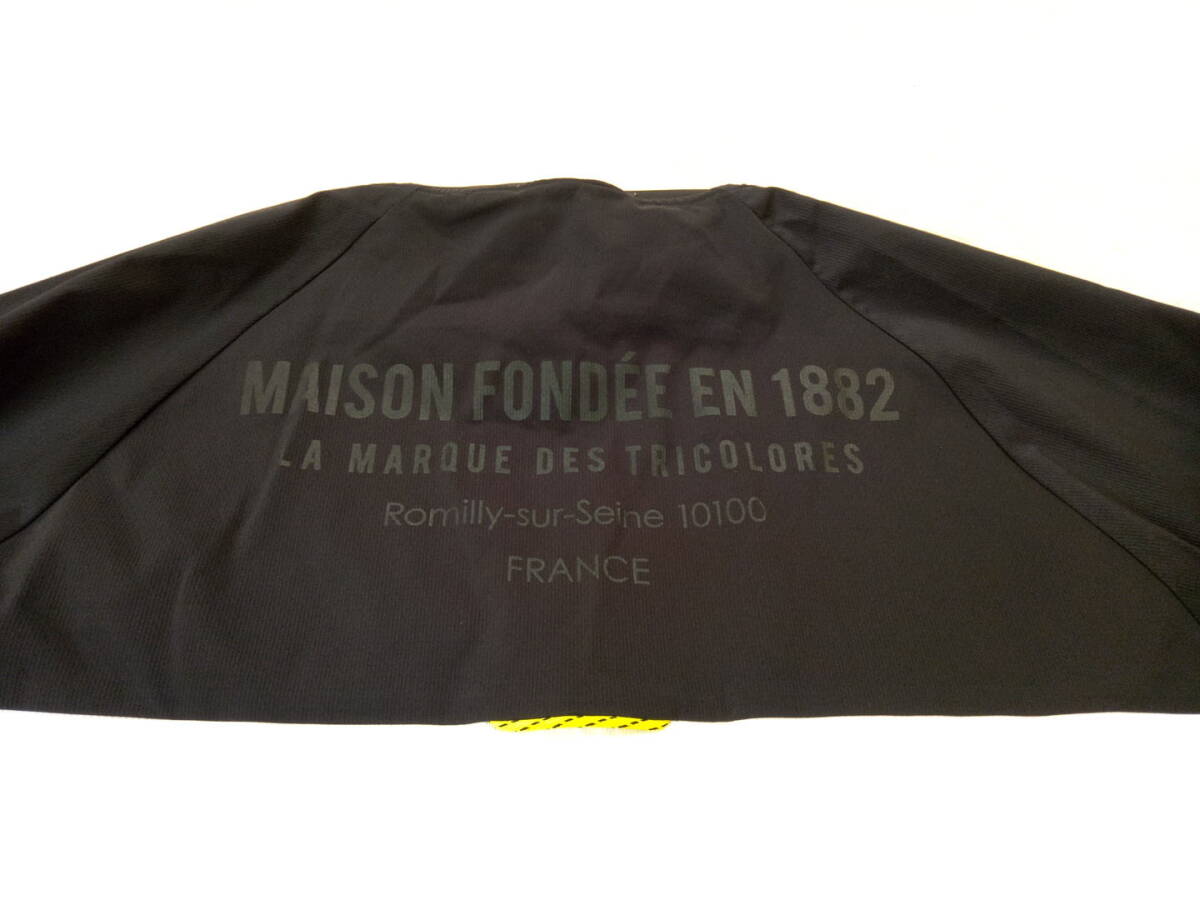 MAISON FONDÉE EN 1882
LA MARQUE DES TRICOLORES
Romilly-sur-Seine 10100
FRANCE